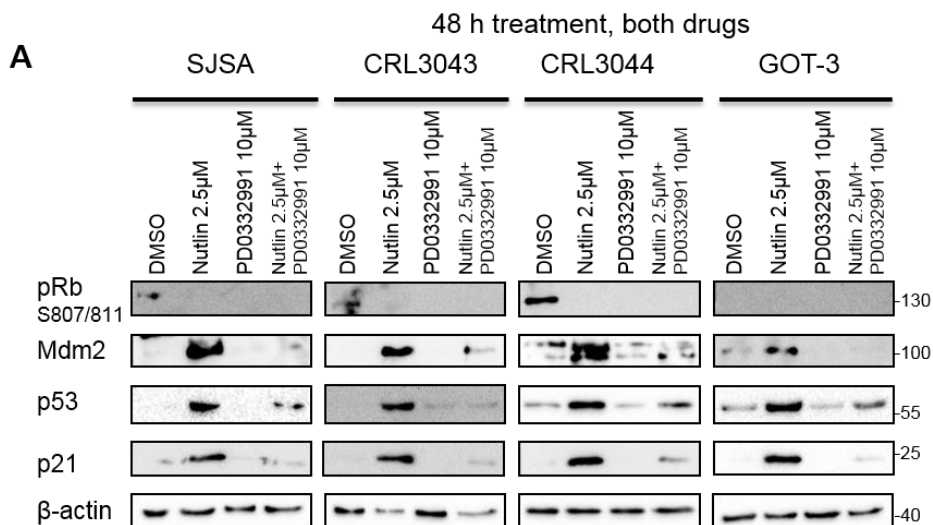 48 h treatment, both drugs
A
SJSA
CRL3043
CRL3044
GOT-3
DMSO
Nutlin 2.5µM
PD0332991 10µM
Nutlin 2.5µM+
PD0332991 10µM
DMSO
Nutlin 2.5µM
PD0332991 10µM
Nutlin 2.5µM+
PD0332991 10µM
DMSO
Nutlin 2.5µM
PD0332991 10µM
Nutlin 2.5µM+
PD0332991 10µM
DMSO
Nutlin 2.5µM
PD0332991 10µM
Nutlin 2.5µM+
PD0332991 10µM
pRb
S807/811
-130
Mdm2
-100
p53
-55
p21
-25
β-actin
-40